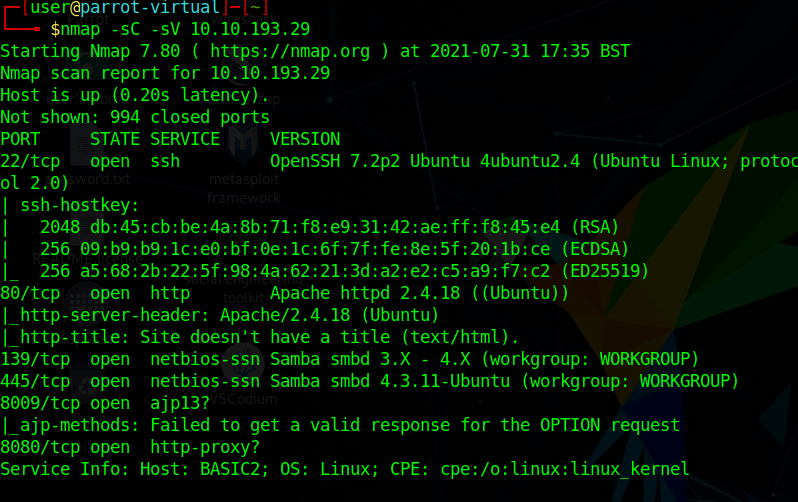 ┌─[user@parrot-virtual]─[~]
└──╼ $nmap -sC -sV 10.10.193.29
Starting Nmap 7.80 ( https://nmap.org ) at 2021-07-31 17:35 BST
Nmap scan report for 10.10.193.29
Host is up (0.20s latency).
Not shown: 994 closed ports
PORT     STATE SERVICE     VERSION
22/tcp   open  ssh         OpenSSH 7.2p2 Ubuntu 4ubuntu2.4 (Ubuntu Linux; protoc
ol 2.0)
| ssh-hostkey:
|   2048 db:45:cb:be:4a:8b:71:f8:e9:31:42:ae:ff:f8:45:e4 (RSA)
|   256 09:b9:b9:1c:e0:bf:0e:1c:6f:7f:fe:8e:5f:20:1b:ce (ECDSA)
|_  256 a5:68:2b:22:5f:98:4a:62:21:3d:a2:e2:c5:a9:f7:c2 (ED25519)
80/tcp   open  http        Apache httpd 2.4.18 ((Ubuntu))
|_http-server-header: Apache/2.4.18 (Ubuntu)
|_http-title: Site doesn't have a title (text/html).
139/tcp  open  netbios-ssn Samba smbd 3.X - 4.X (workgroup: WORKGROUP)
445/tcp  open  netbios-ssn Samba smbd 4.3.11-Ubuntu (workgroup: WORKGROUP)
8009/tcp open  ajp13?
|_ajp-methods: Failed to get a valid response for the OPTION request
8080/tcp open  http-proxy?
Service Info: Host: BASIC2; OS: Linux; CPE: cpe:/o:linux:linux_kernel
metasploit
framework
toolkit
VSCodium